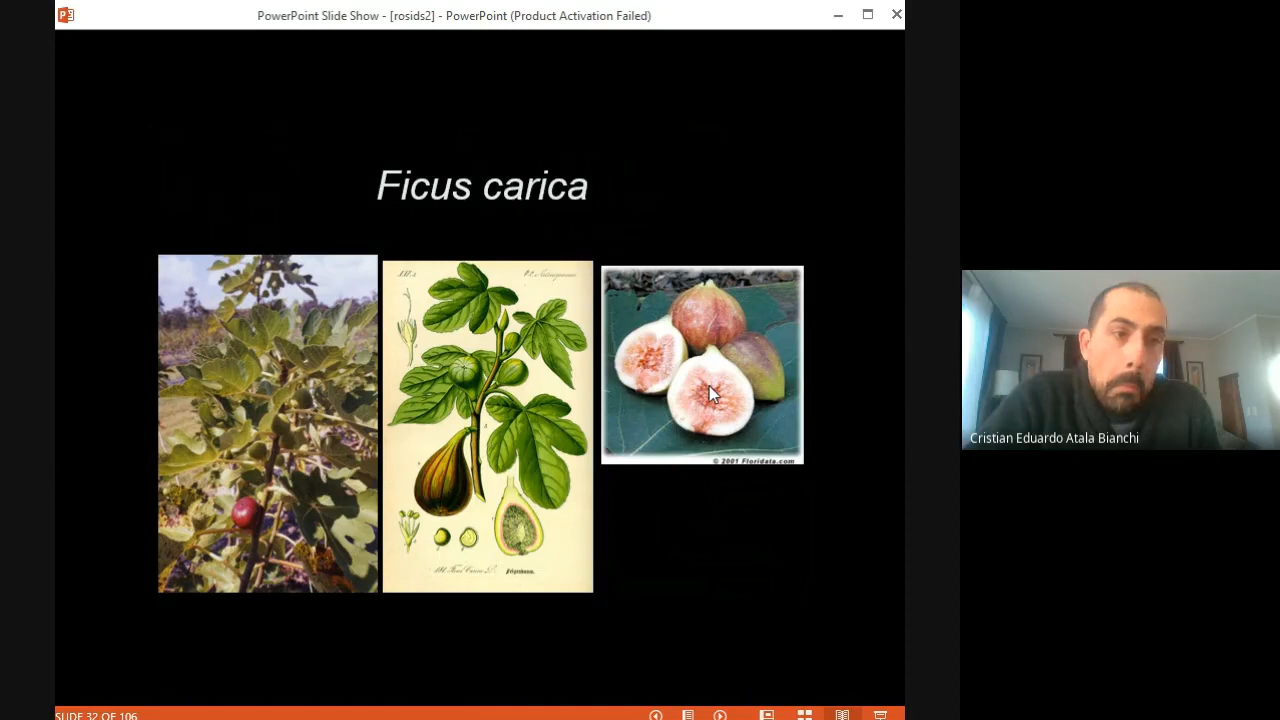 PowerPoint Slide Show - [rosids2] - PowerPoint (Product Activation Failed)
Ficus carica
© 2001 Floridata.com
Cristian Eduardo Atala Bianchi
SLIDE 32 OF 106